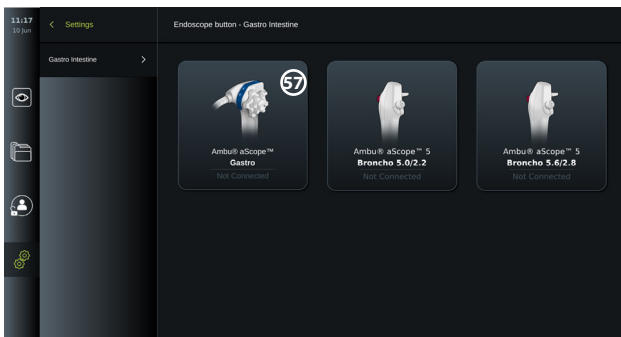 11:17
10 Jun
Settings
Gastro Intestine
Endoscope button - Gastro Intestine
57
Ambu® aScope™
Gastro
Not Connected
Ambu® aScope™ 5
Broncho 5.0/2.2
Not Connected
Ambu® aScope™ 5
Broncho 5.6/2.8
Not Connected